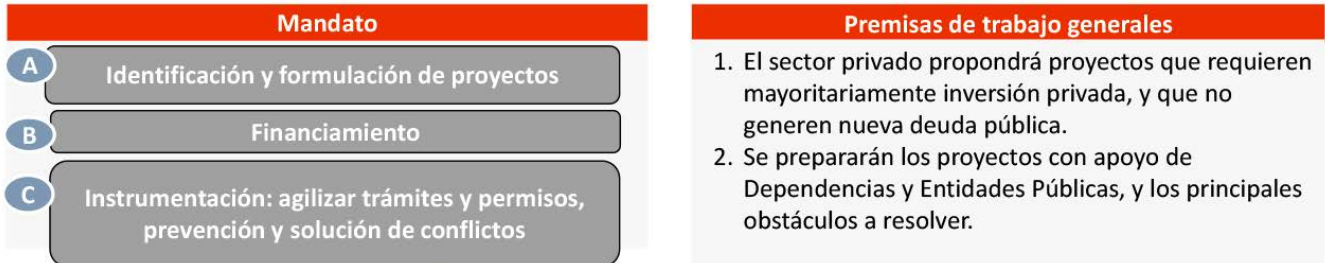 Mandato
A
Identificación y formulación de proyectos
B
Financiamiento
C
Instrumentación: agilizar trámites y permisos,
prevención y solución de conflictos
Premisas de trabajo generales
1. El sector privado propondrá proyectos que requieren
mayoritariamente inversión privada, y que no
generen nueva deuda pública.
2. Se prepararán los proyectos con apoyo de
Dependencias y Entidades Públicas, y los principales
obstáculos a resolver.